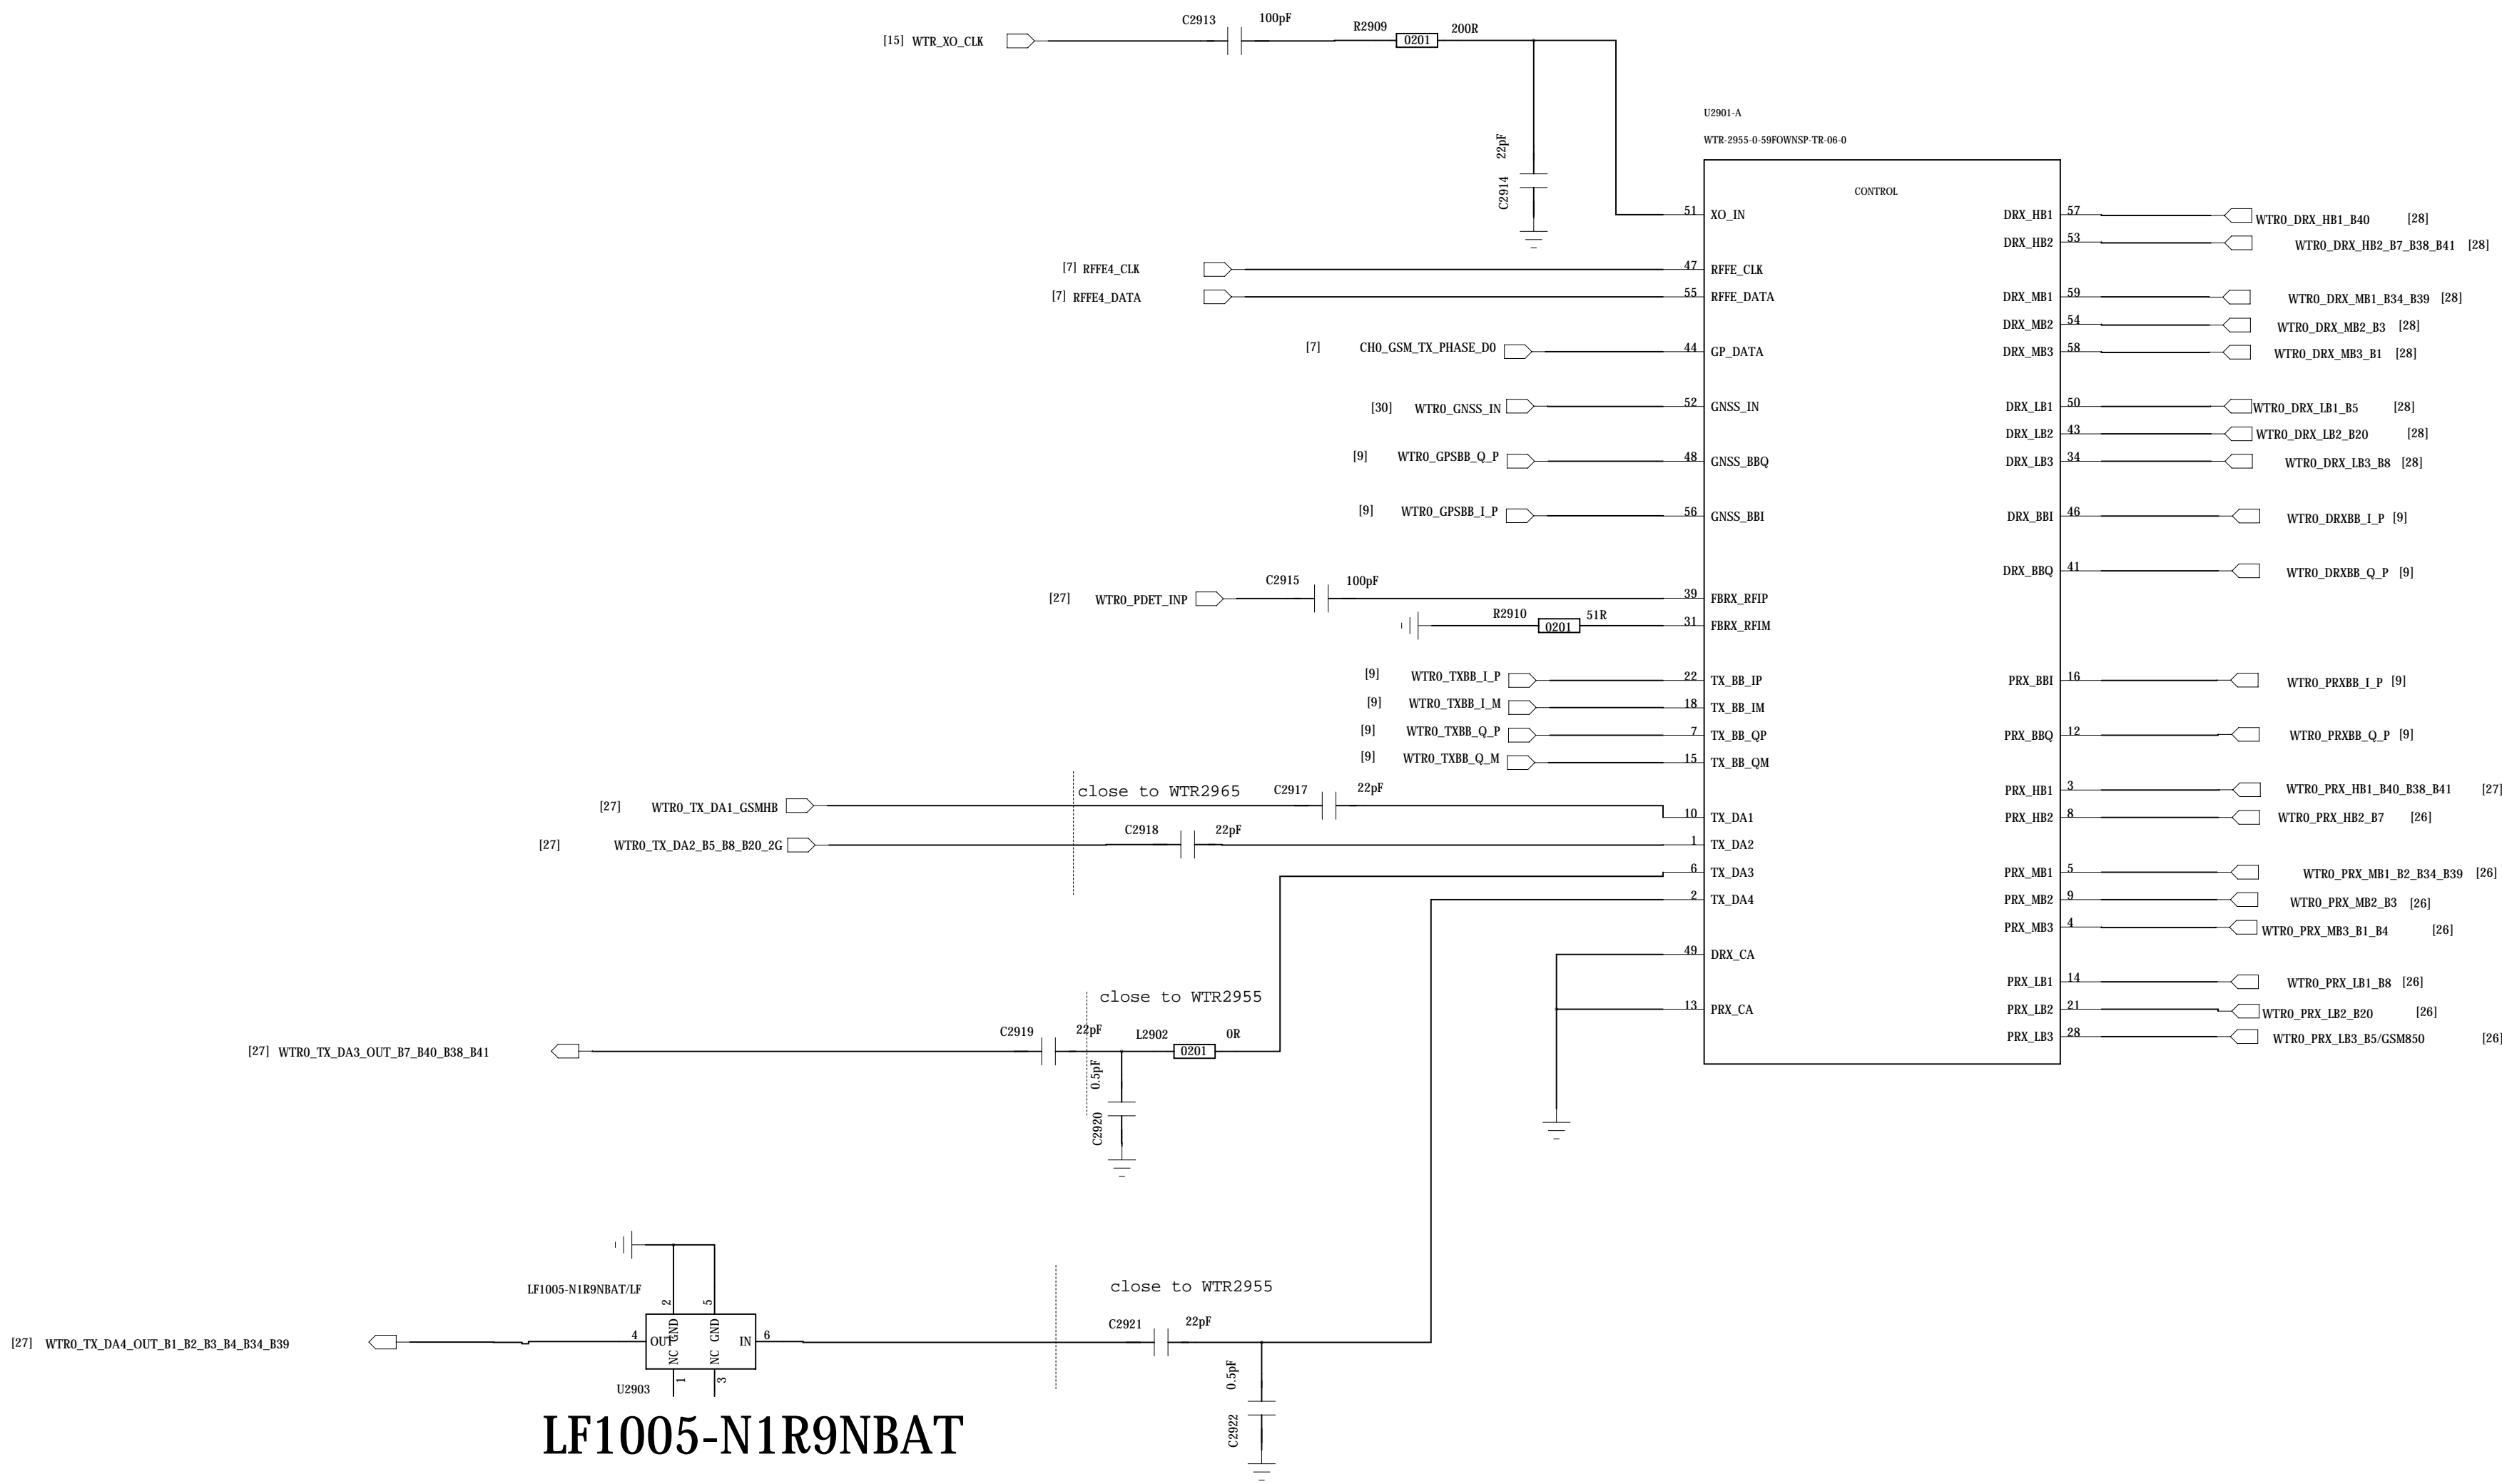 C2913 100pF R2909 200R
[15] WTR_XO_CLK 0201
U2901-A
WTR-2955-0-59FOWNSP-TR-06-0
22pF
C2914
CONTROL
51 XO_IN DRX_HB1 57 WTR0_DRX_HB1_B40 [28]
DRX_HB2 53 WTR0_DRX_HB2_B7_B38_B41 [28]
[7] RFFE4_CLK 47 RFFE_CLK
[7] RFFE4_DATA 55 RFFE_DATA DRX_MB1 59 WTR0_DRX_MB1_B34_B39 [28]
DRX_MB2 54 WTR0_DRX_MB2_B3 [28]
[7] CH0_GSM_TX_PHASE_D0 44 GP_DATA DRX_MB3 58 WTR0_DRX_MB3_B1 [28]
[30] WTR0_GNSS_IN 52 GNSS_IN DRX_LB1 50 WTR0_DRX_LB1_B5 [28]
DRX_LB2 43 WTR0_DRX_LB2_B20 [28]
[9] WTR0_GPSBB_Q_P 48 GNSS_BBQ DRX_LB3 34 WTR0_DRX_LB3_B8 [28]
[9] WTR0_GPSBB_I_P 56 GNSS_BBI DRX_BBI 46 WTR0_DRXBB_I_P [9]
DRX_BBQ 41 WTR0_DRXBB_Q_P [9]
C2915 100pF
[27] WTR0_PDET_INP 39 FBRX_RFIP
R2910 0201 51R 31 FBRX_RFIM
[9] WTR0_TXBB_I_P 22 TX_BB_IP PRX_BBI 16 WTR0_PRXBB_I_P [9]
[9] WTR0_TXBB_I_M 18 TX_BB_IM
[9] WTR0_TXBB_Q_P 7 TX_BB_QP PRX_BBQ 12 WTR0_PRXBB_Q_P [9]
[9] WTR0_TXBB_Q_M 15 TX_BB_QM
close to WTR2965 C2917 22pF PRX_HB1 3 WTR0_PRX_HB1_B40_B38_B41 [27]
[27] WTR0_TX_DA1_GSMHB 10 TX_DA1 PRX_HB2 8 WTR0_PRX_HB2_B7 [26]
C2918 22pF
[27] WTR0_TX_DA2_B5_B8_B20_2G 1 TX_DA2
6 TX_DA3 PRX_MB1 5 WTR0_PRX_MB1_B2_B34_B39 [26]
2 TX_DA4 PRX_MB2 9 WTR0_PRX_MB2_B3 [26]
PRX_MB3 4 WTR0_PRX_MB3_B1_B4 [26]
49 DRX_CA
PRX_LB1 14 WTR0_PRX_LB1_B8 [26]
close to WTR2955
13 PRX_CA PRX_LB2 21 WTR0_PRX_LB2_B20 [26]
C2919 22pF L2902 0R PRX_LB3 28 WTR0_PRX_LB3_B5/GSM850 [26]
[27] WTR0_TX_DA3_OUT_B7_B40_B38_B41 0201
0.5pF
C2920
LF1005-N1R9NBAT/LF
close to WTR2955
2 5
C2921 22pF
[27] WTR0_TX_DA4_OUT_B1_B2_B3_B4_B34_B39 4 OUT GND GND IN 6
NC NC
U2903 1 3
0.5pF
C2922
LF1005-N1R9NBAT